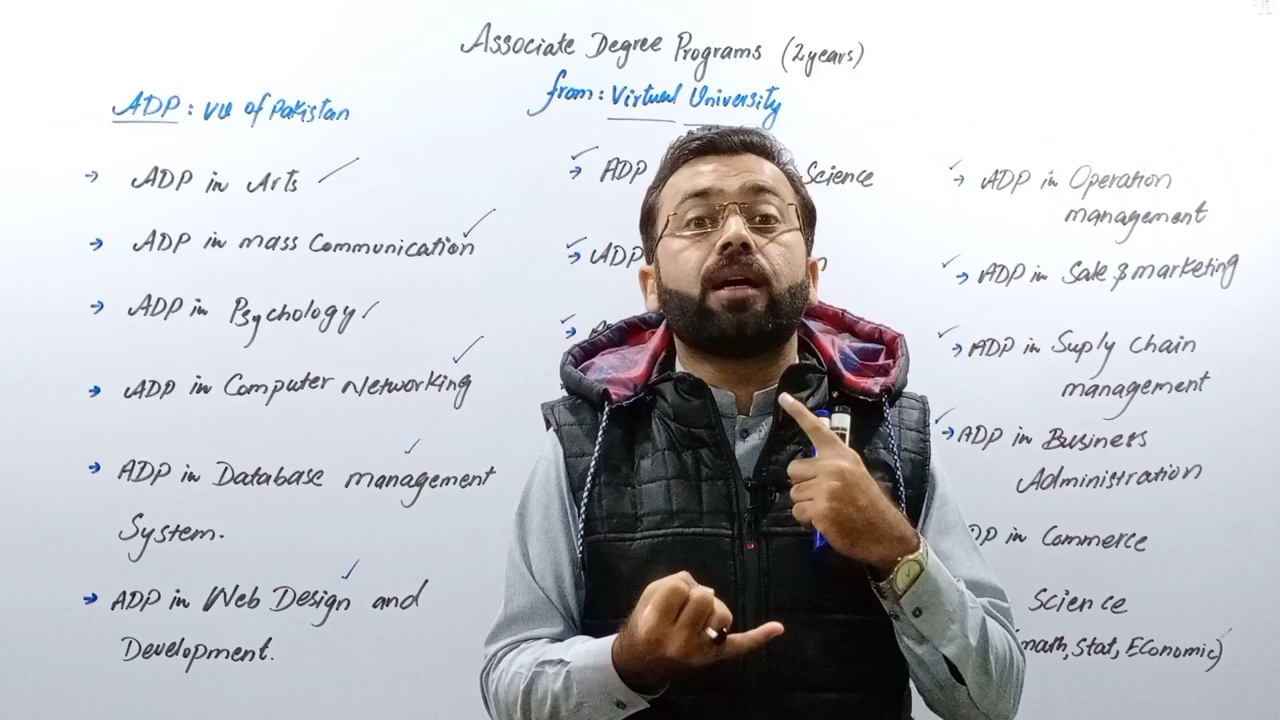 Associate Degree Programs (2years)
from: Virtual University
ADP: VU of Pakistan
→ ADP in Arts
→ ADP in mass Communication
→ ADP in Psychology
→ ADP in Computer Networking
→ ADP in Database management
System.
→ ADP in Web Design and
Development.
→ ADP Science
→ ADP
→ ADP in Operation
management
→ ADP in Sale & marketing
→ ADP in Suply Chain
management
→ ADP in Business
Administration
in Commerce
Science
(math, Stat, Economic)